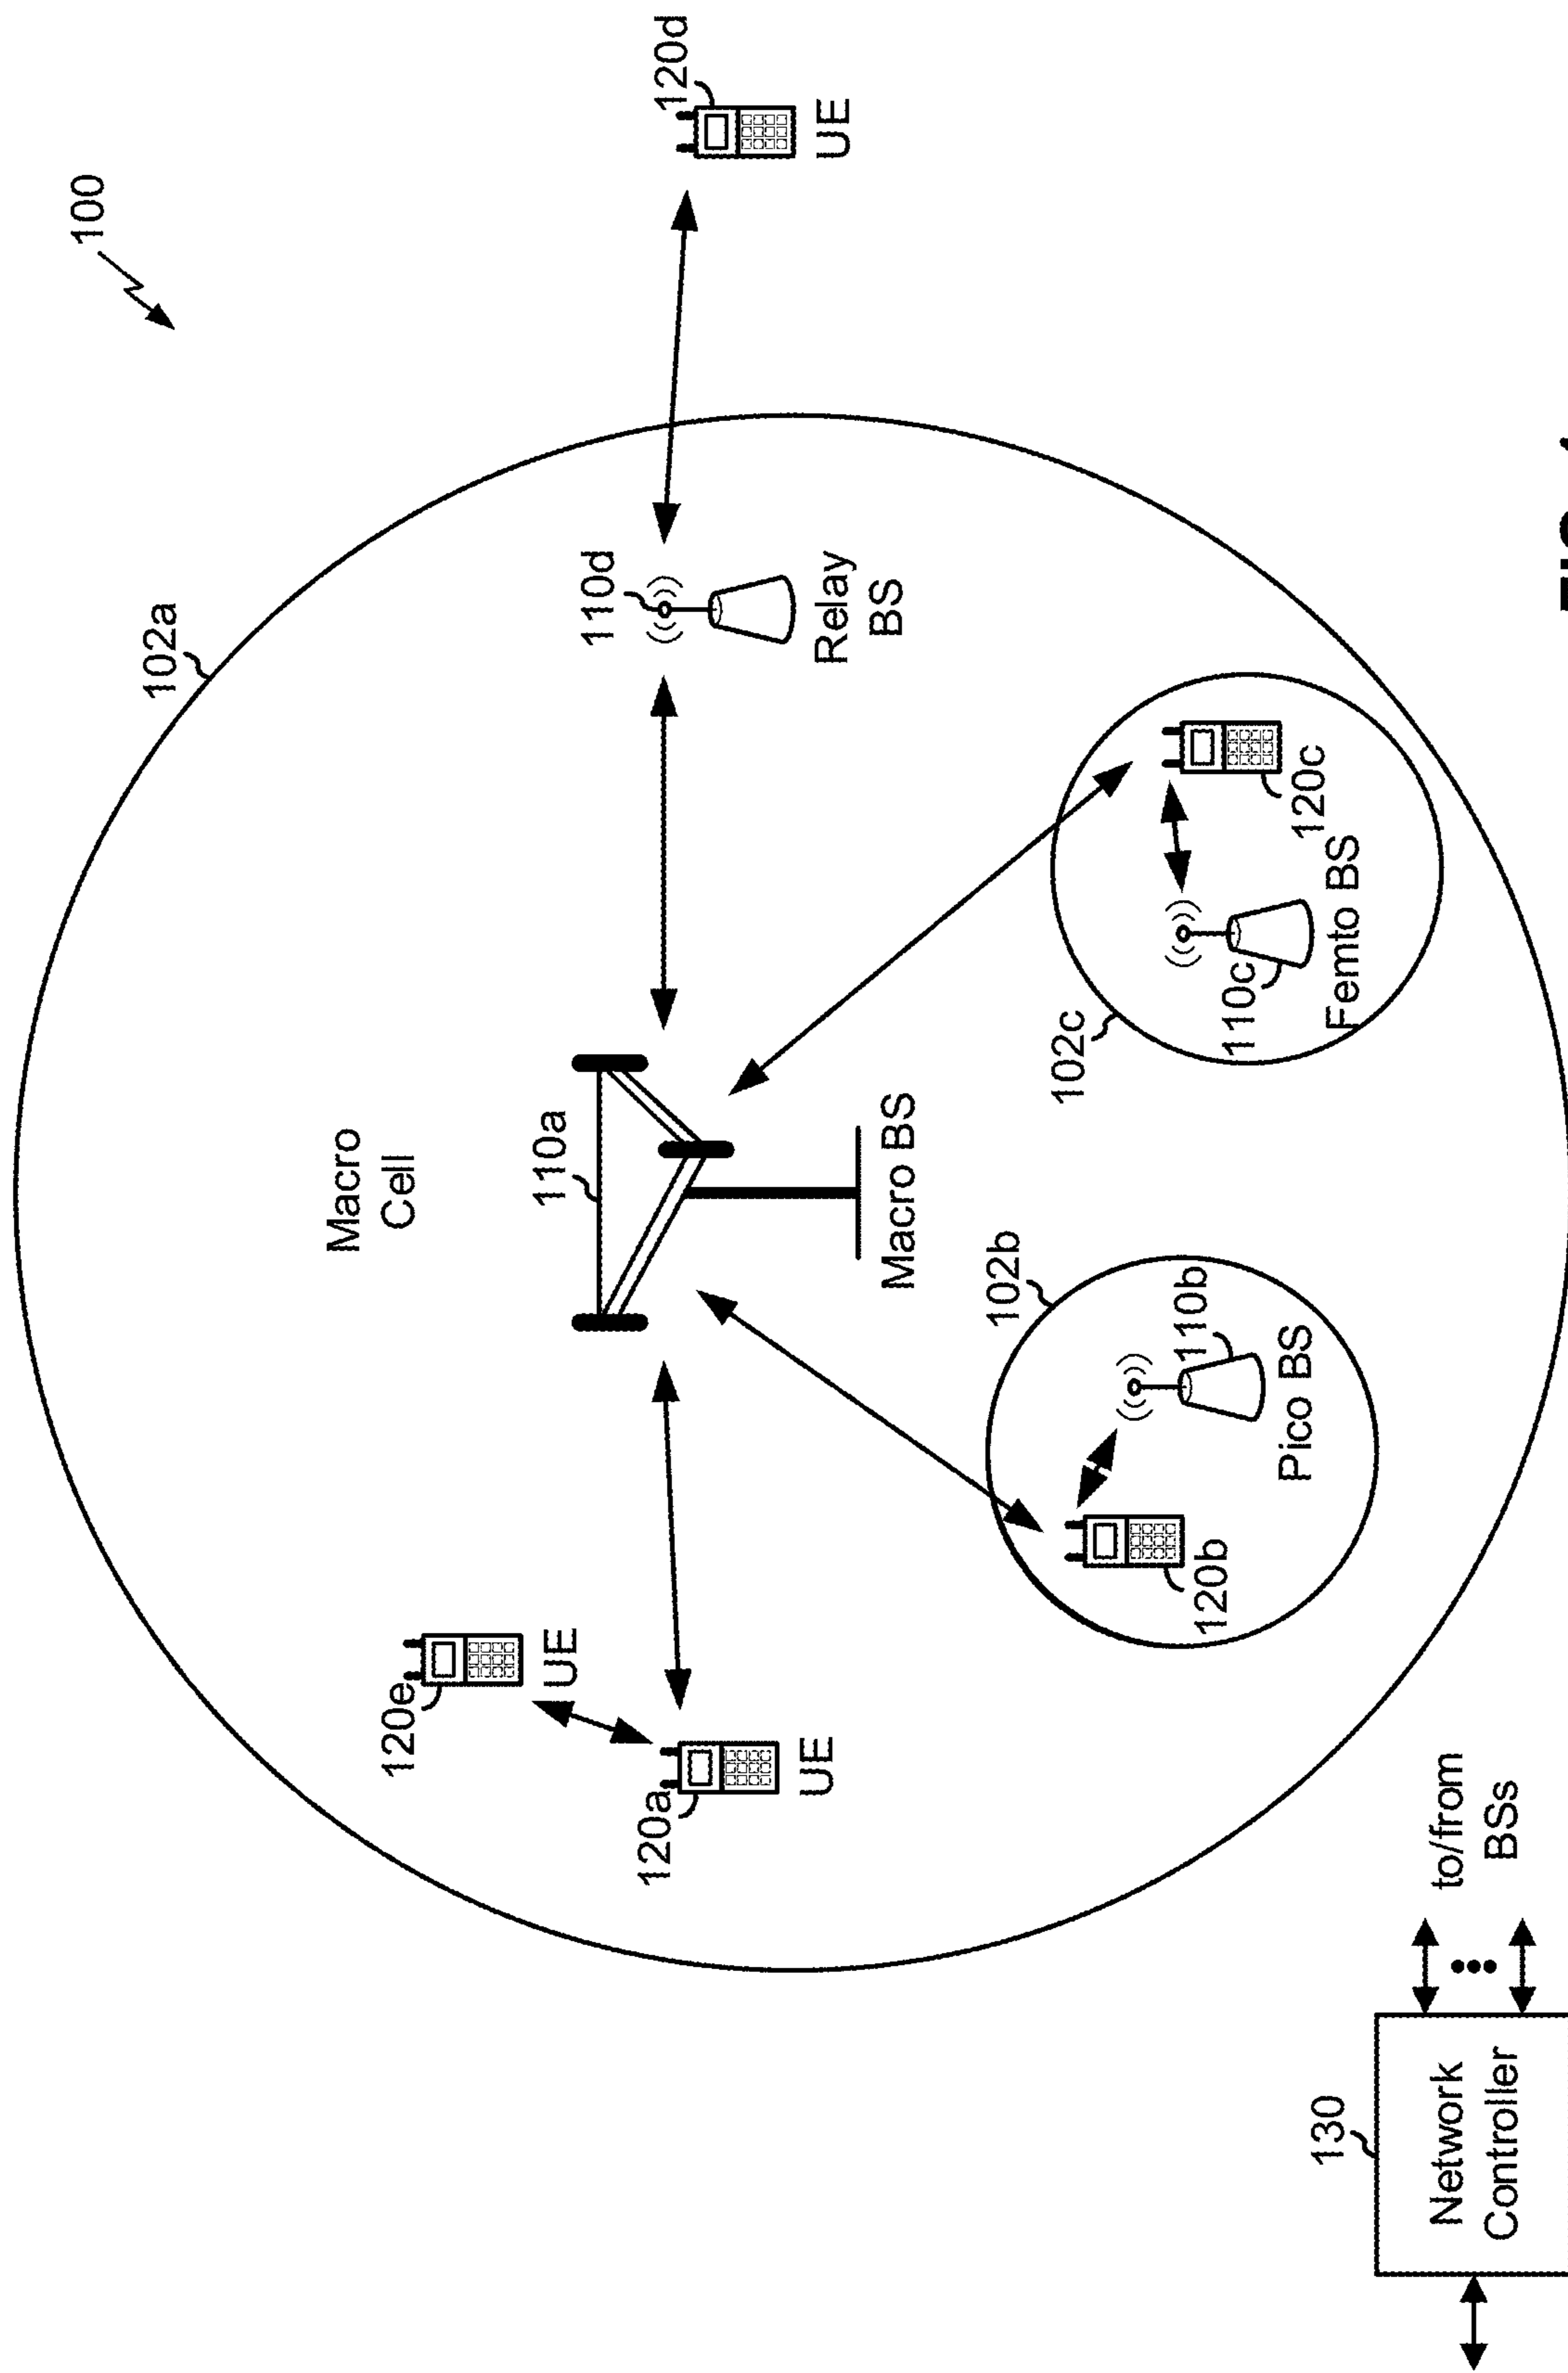 100
102a
Macro
Cell
120e
UE
110a
110d
120a
120d
UE
Relay
BS
UE
Macro BS
102b
102c
110b
120b
110c
Pico BS
120c
Femto BS
130
Network
Controller
to/from
BSs